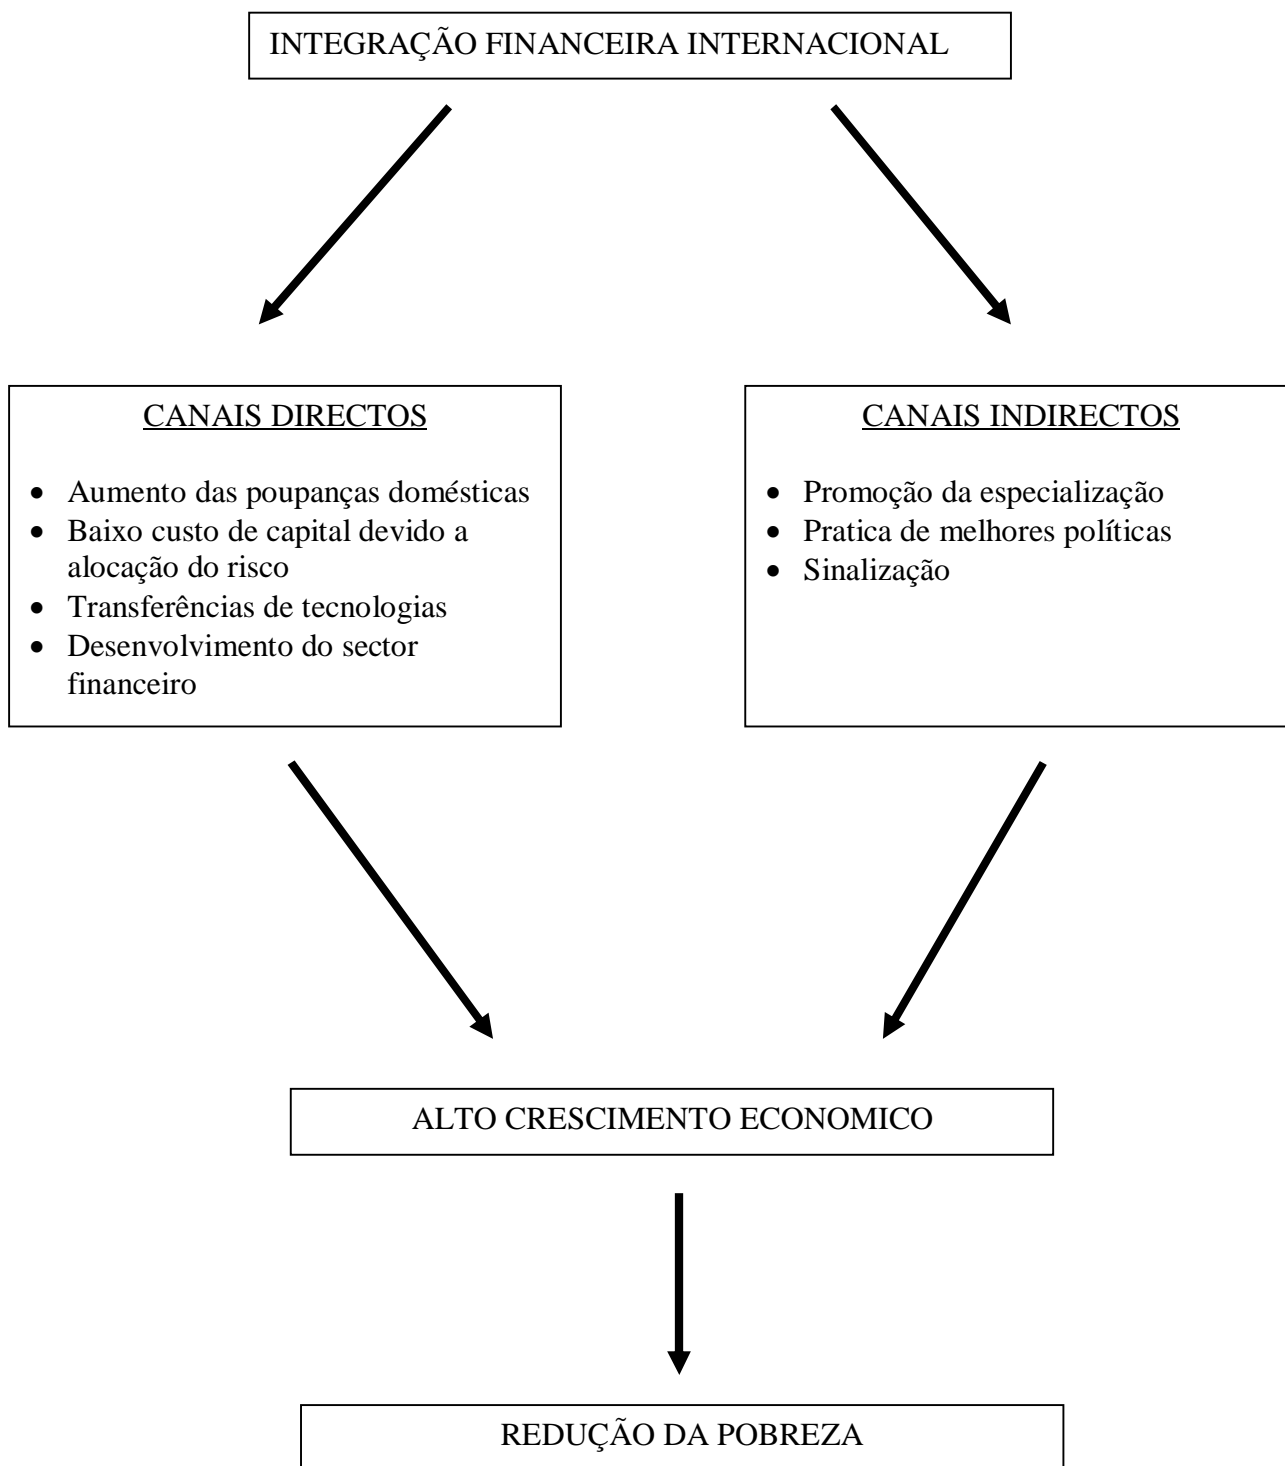 INTEGRAÇÃO FINANCEIRA INTERNACIONAL
CANAIS DIRECTOS
• Aumento das poupanças domésticas
• Baixo custo de capital devido a
alocação do risco
• Transferências de tecnologias
• Desenvolvimento do sector
financeiro
CANAIS INDIRECTOS
• Promoção da especialização
• Pratica de melhores políticas
• Sinalização
ALTO CRESCIMENTO ECONOMICO
REDUÇÃO DA POBREZA